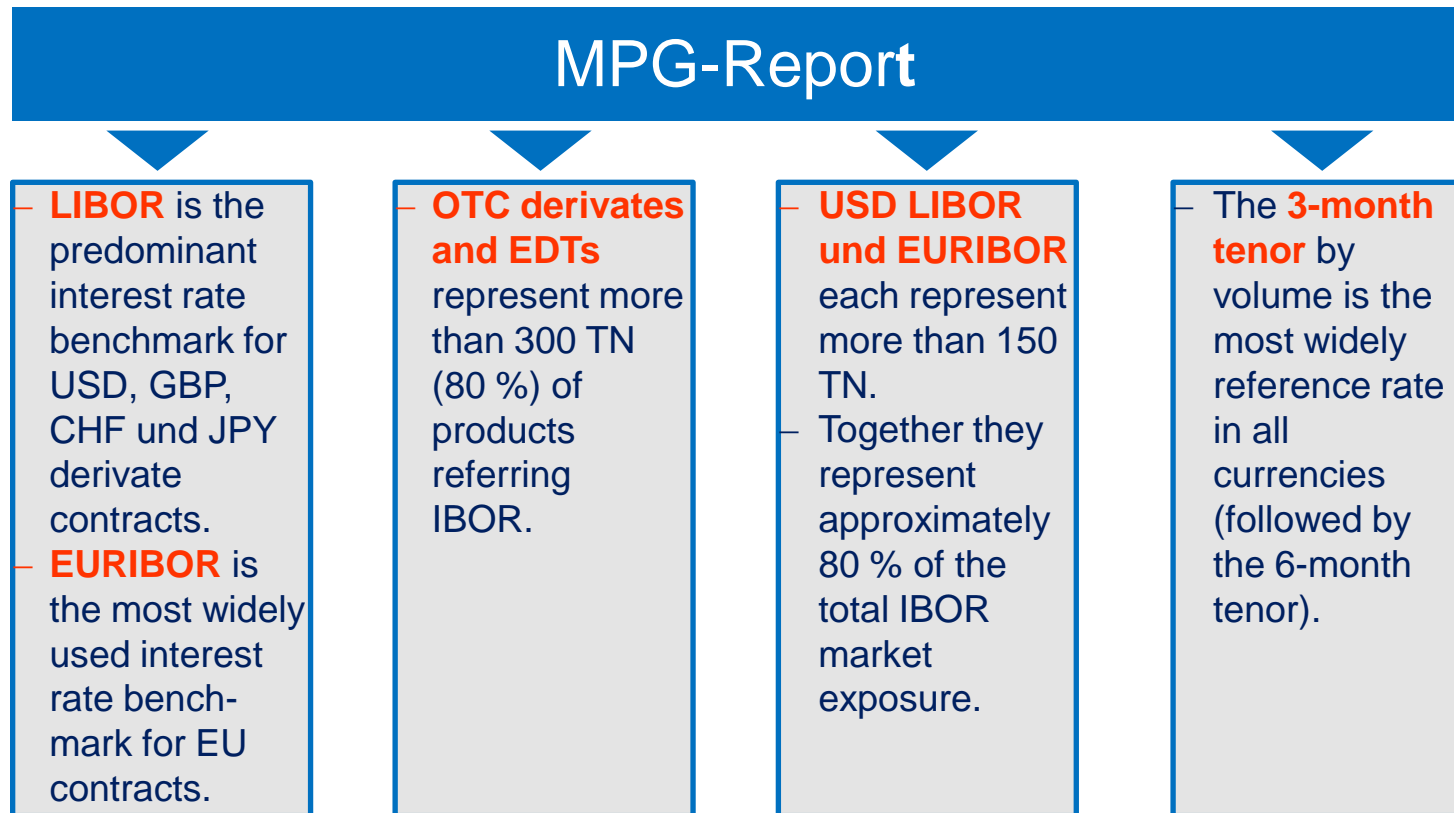 MPG-Report
– LIBOR is the
predominant
interest rate
benchmark for
USD, GBP,
CHF und JPY
derivate
contracts.
– EURIBOR is
the most widely
used interest
rate bench-
mark for EU
contracts.
– OTC derivates
and EDTs
represent more
than 300 TN
(80 %) of
products
referring
IBOR.
– USD LIBOR
und EURIBOR
each represent
more than 150
TN.
– Together they
represent
approximately
80 % of the
total IBOR
market
exposure.
– The 3-month
tenor by
volume is the
most widely
reference rate
in all
currencies
(followed by
the 6-month
tenor).